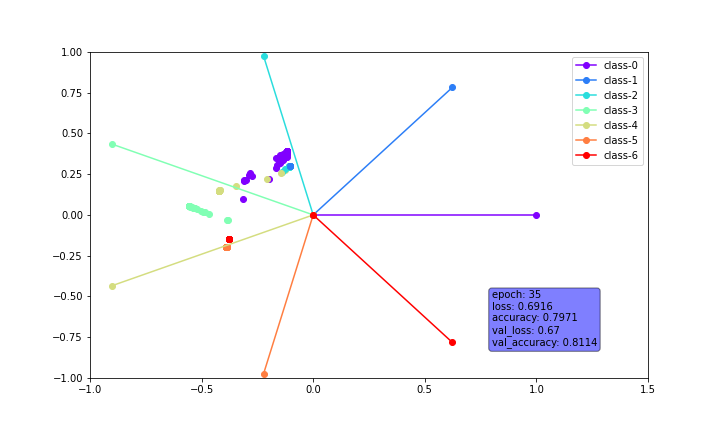 1.00
0.75
0.50
0.25
0.00
−0.25
−0.50
−0.75
−1.00
−1.0
−0.5
0.0
0.5
1.0
1.5
class-0
class-1
class-2
class-3
class-4
class-5
class-6
epoch: 35
loss: 0.6916
accuracy: 0.7971
val_loss: 0.67
val_accuracy: 0.8114